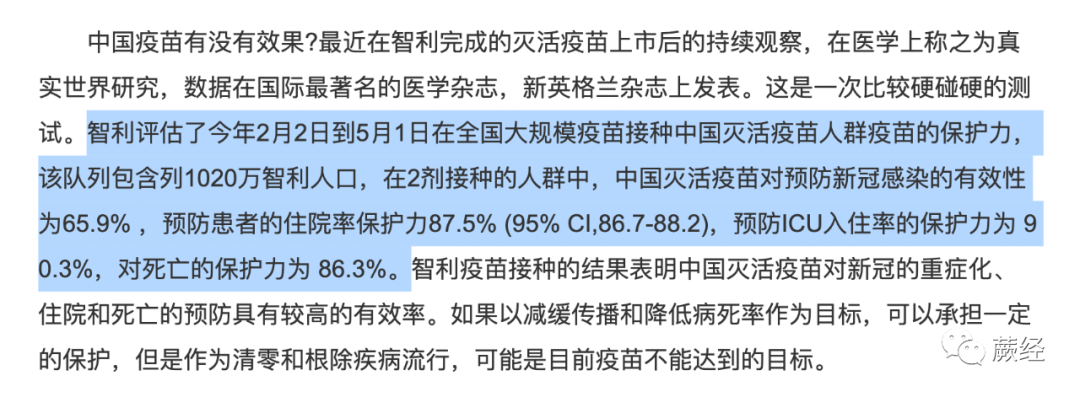 中国疫苗有没有效果?最近在智利完成的灭活疫苗上市后的持续观察，在医学上称之为真
实世界研究，数据在国际最著名的医学杂志，新英格兰杂志上发表。这是一次比较硬碰硬的测
试。智利评估了今年2月2日到5月1日在全国大规模疫苗接种中国灭活疫苗人群疫苗的保护力，
该队列包含列1020万智利人口，在2剂接种的人群中，中国灭活疫苗对预防新冠感染的有效性
为65.9% ，预防患者的住院率保护力87.5% (95% CI,86.7-88.2)，预防ICU入住率的保护力为 9
0.3%，对死亡的保护力为 86.3%。智利疫苗接种的结果表明中国灭活疫苗对新冠的重症化、
住院和死亡的预防具有较高的有效率。如果以减缓传播和降低病死率作为目标，可以承担一定
的保护，但是作为清零和根除疾病流行，可能是目前疫苗不能达到的目标。
蕨经